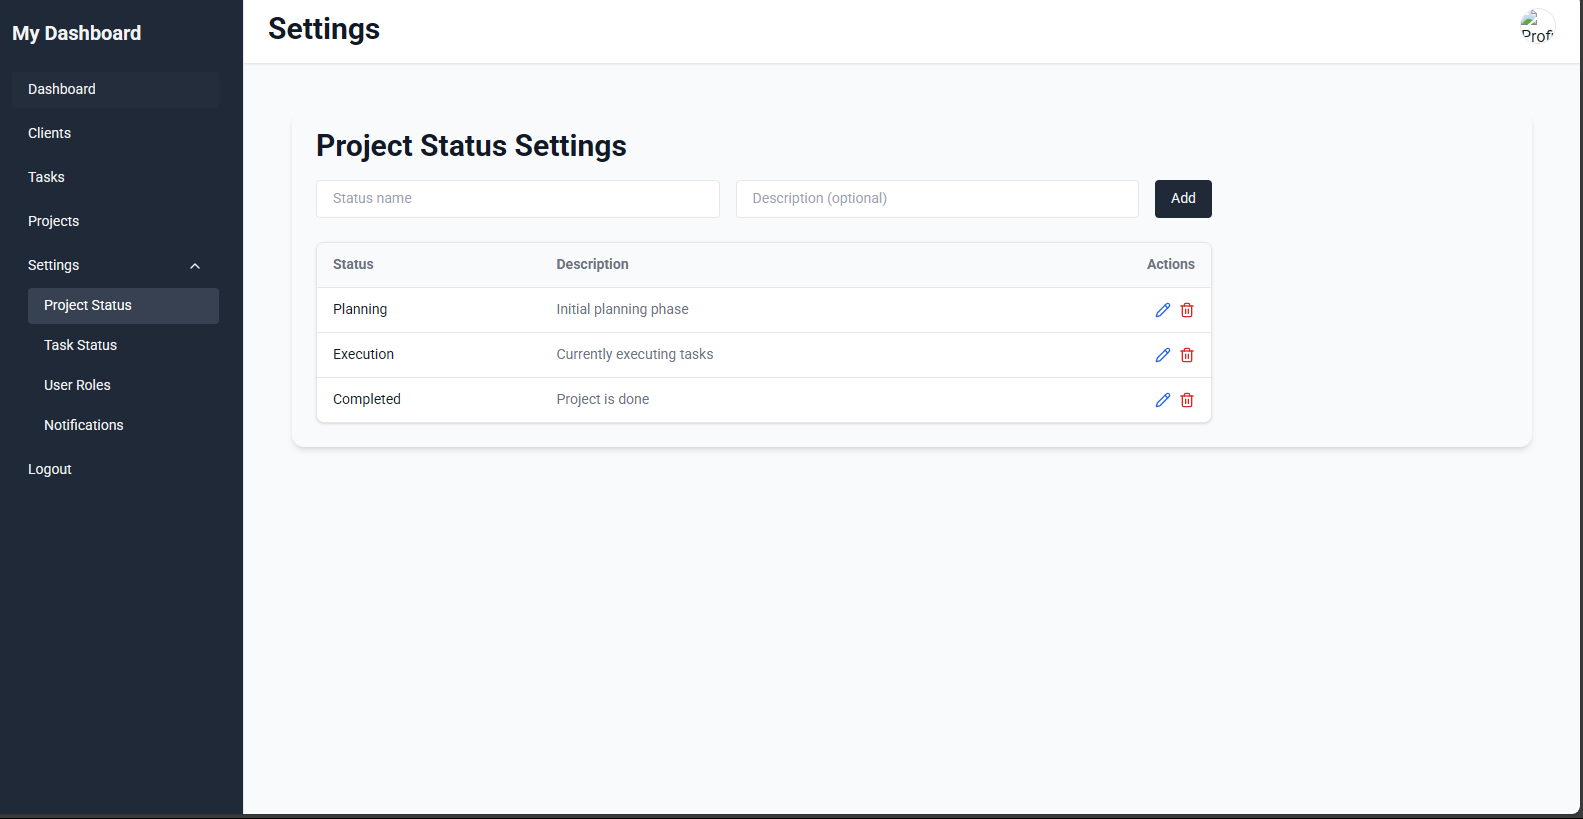 My Dashboard
Dashboard
Clients
Tasks
Projects
Settings
Project Status
Task Status
User Roles
Notifications
Logout
Settings
Prof
Project Status Settings
Status name Description (optional) Add
Status Description Actions
Planning Initial planning phase
Execution Currently executing tasks
Completed Project is done